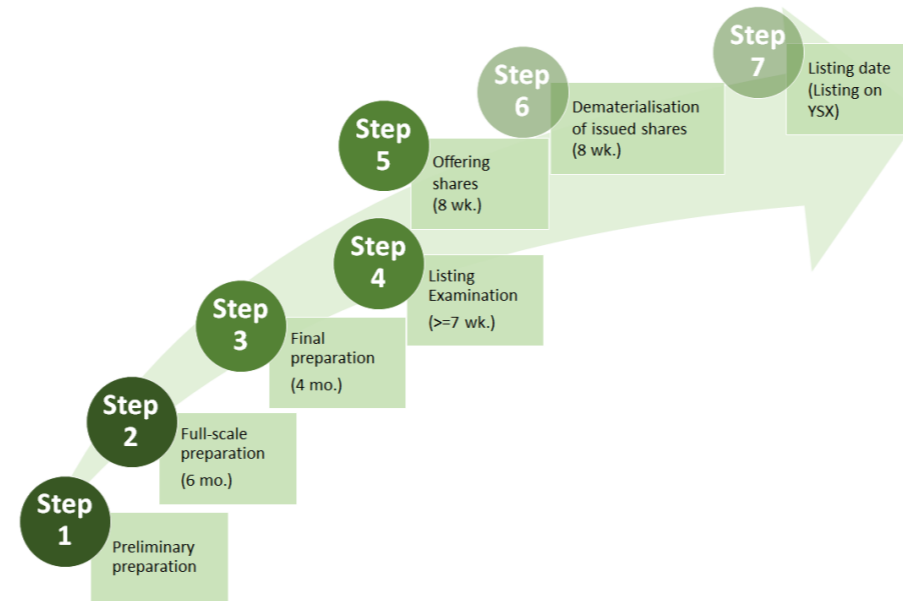 Step
1
Preliminary
preparation
Step
2
Full-scale
preparation
(6 mo.)
Step
3
Final
preparation
(4 mo.)
Step
4
Listing
Examination
(>=7 wk.)
Step
5
Offering
shares
(8 wk.)
Step
6
Dematerialisation
of issued shares
(8 wk.)
Step
7
Listing date
(Listing on
YSX)